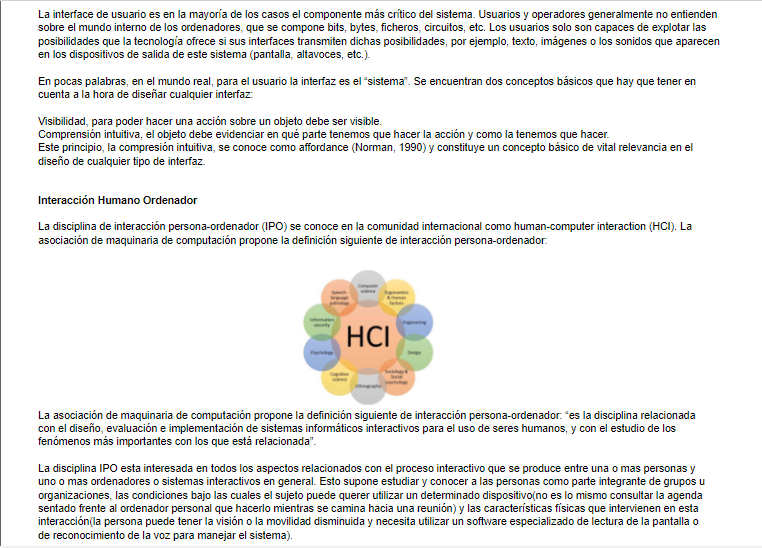 La interface de usuario es en la mayoría de los casos el componente más crítico del sistema. Usuarios y operadores generalmente no entienden
sobre el mundo interno de los ordenadores, que se compone bits, bytes, ficheros, circuitos, etc. Los usuarios solo son capaces de explotar las
posibilidades que la tecnología ofrece si sus interfaces transmiten dichas posibilidades, por ejemplo, texto, imágenes o los sonidos que aparecen
en los dispositivos de salida de este sistema (pantalla, altavoces, etc.).
En pocas palabras, en el mundo real, para el usuario la interfaz es el “sistema”. Se encuentran dos conceptos básicos que hay que tener en
cuenta a la hora de diseñar cualquier interfaz:
Visibilidad, para poder hacer una acción sobre un objeto debe ser visible.
Comprensión intuitiva, el objeto debe evidenciar en qué parte tenemos que hacer la acción y como la tenemos que hacer.
Este principio, la compresión intuitiva, se conoce como affordance (Norman, 1990) y constituye un concepto básico de vital relevancia en el
diseño de cualquier tipo de interfaz.
Interacción Humano Ordenador
La disciplina de interacción persona-ordenador (IPO) se conoce en la comunidad internacional como human-computer interaction (HCI). La
asociación de maquinaria de computación propone la definición siguiente de interacción persona-ordenador:
Computer
science
Ergonomics
& Human
factors
Engineering
Design
Sociology &
Social
psychology
Ethnography
Cognitive
science
Psychology
Information
security
Speech-
language
pathology
HCI
La asociación de maquinaria de computación propone la definición siguiente de interacción persona-ordenador: “es la disciplina relacionada
con el diseño, evaluación e implementación de sistemas informáticos interactivos para el uso de seres humanos, y con el estudio de los
fenómenos más importantes con los que está relacionada”.
La disciplina IPO esta interesada en todos los aspectos relacionados con el proceso interactivo que se produce entre una o mas personas y
uno o mas ordenadores o sistemas interactivos en general. Esto supone estudiar y conocer a las personas como parte integrante de grupos u
organizaciones, las condiciones bajo las cuales el sujeto puede querer utilizar un determinado dispositivo(no es lo mismo consultar la agenda
sentado frente al ordenador personal que hacerlo mientras se camina hacia una reunión) y las características físicas que intervienen en esta
interacción(la persona puede tener la visión o la movilidad disminuida y necesita utilizar un software especializado de lectura de la pantalla o
de reconocimiento de la voz para manejar el sistema).